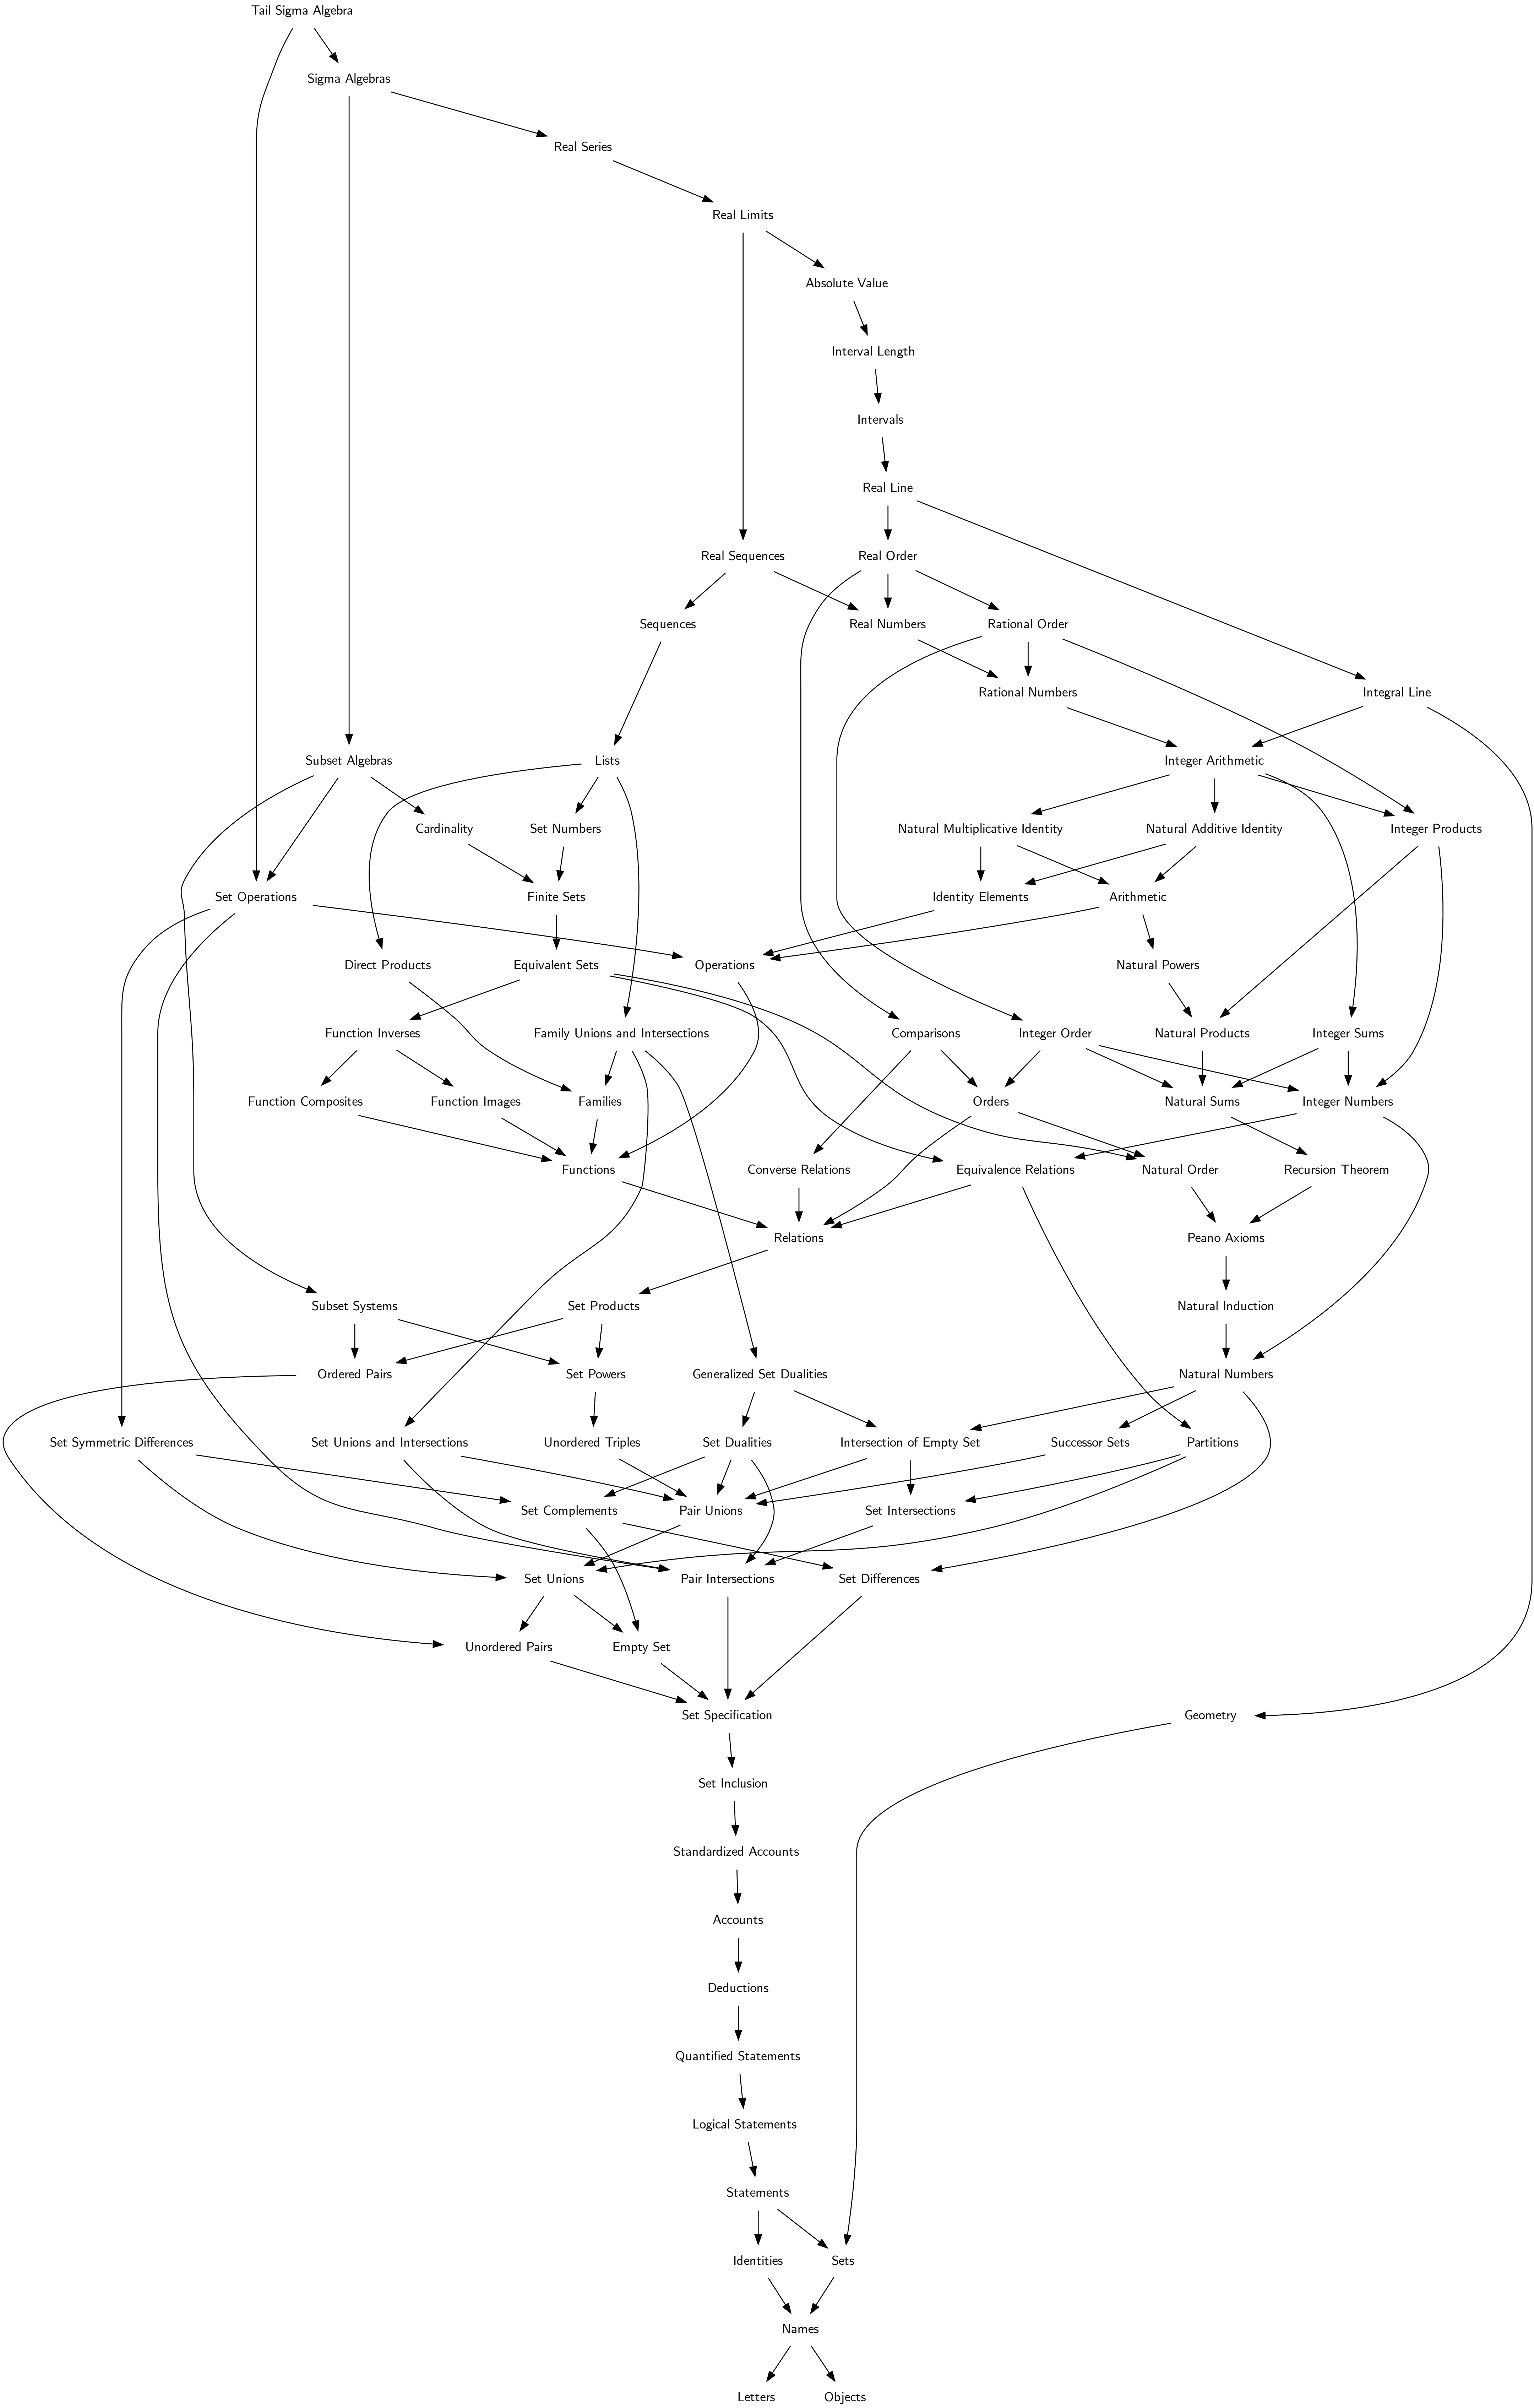 Tail Sigma Algebra
Sigma Algebras
Real Series
Real Limits
Absolute Value
Interval Length
Intervals
Real Line
Real Sequences
Real Order
Sequences
Real Numbers
Rational Order
Rational Numbers
Integral Line
Subset Algebras
Lists
Integer Arithmetic
Cardinality
Set Numbers
Natural Multiplicative Identity
Natural Additive Identity
Integer Products
Set Operations
Finite Sets
Identity Elements
Arithmetic
Direct Products
Equivalent Sets
Operations
Natural Powers
Function Inverses
Family Unions and Intersections
Comparisons
Integer Order
Natural Products
Integer Sums
Function Composites
Function Images
Families
Orders
Natural Sums
Integer Numbers
Functions
Converse Relations
Equivalence Relations
Natural Order
Recursion Theorem
Relations
Peano Axioms
Subset Systems
Set Products
Natural Induction
Ordered Pairs
Set Powers
Generalized Set Dualities
Natural Numbers
Set Symmetric Differences
Set Unions and Intersections
Unordered Triples
Set Dualities
Intersection of Empty Set
Successor Sets
Partitions
Set Complements
Pair Unions
Set Intersections
Set Unions
Pair Intersections
Set Differences
Unordered Pairs
Empty Set
Set Specification
Geometry
Set Inclusion
Standardized Accounts
Accounts
Deductions
Quantified Statements
Logical Statements
Statements
Identities
Sets
Names
Letters
Objects